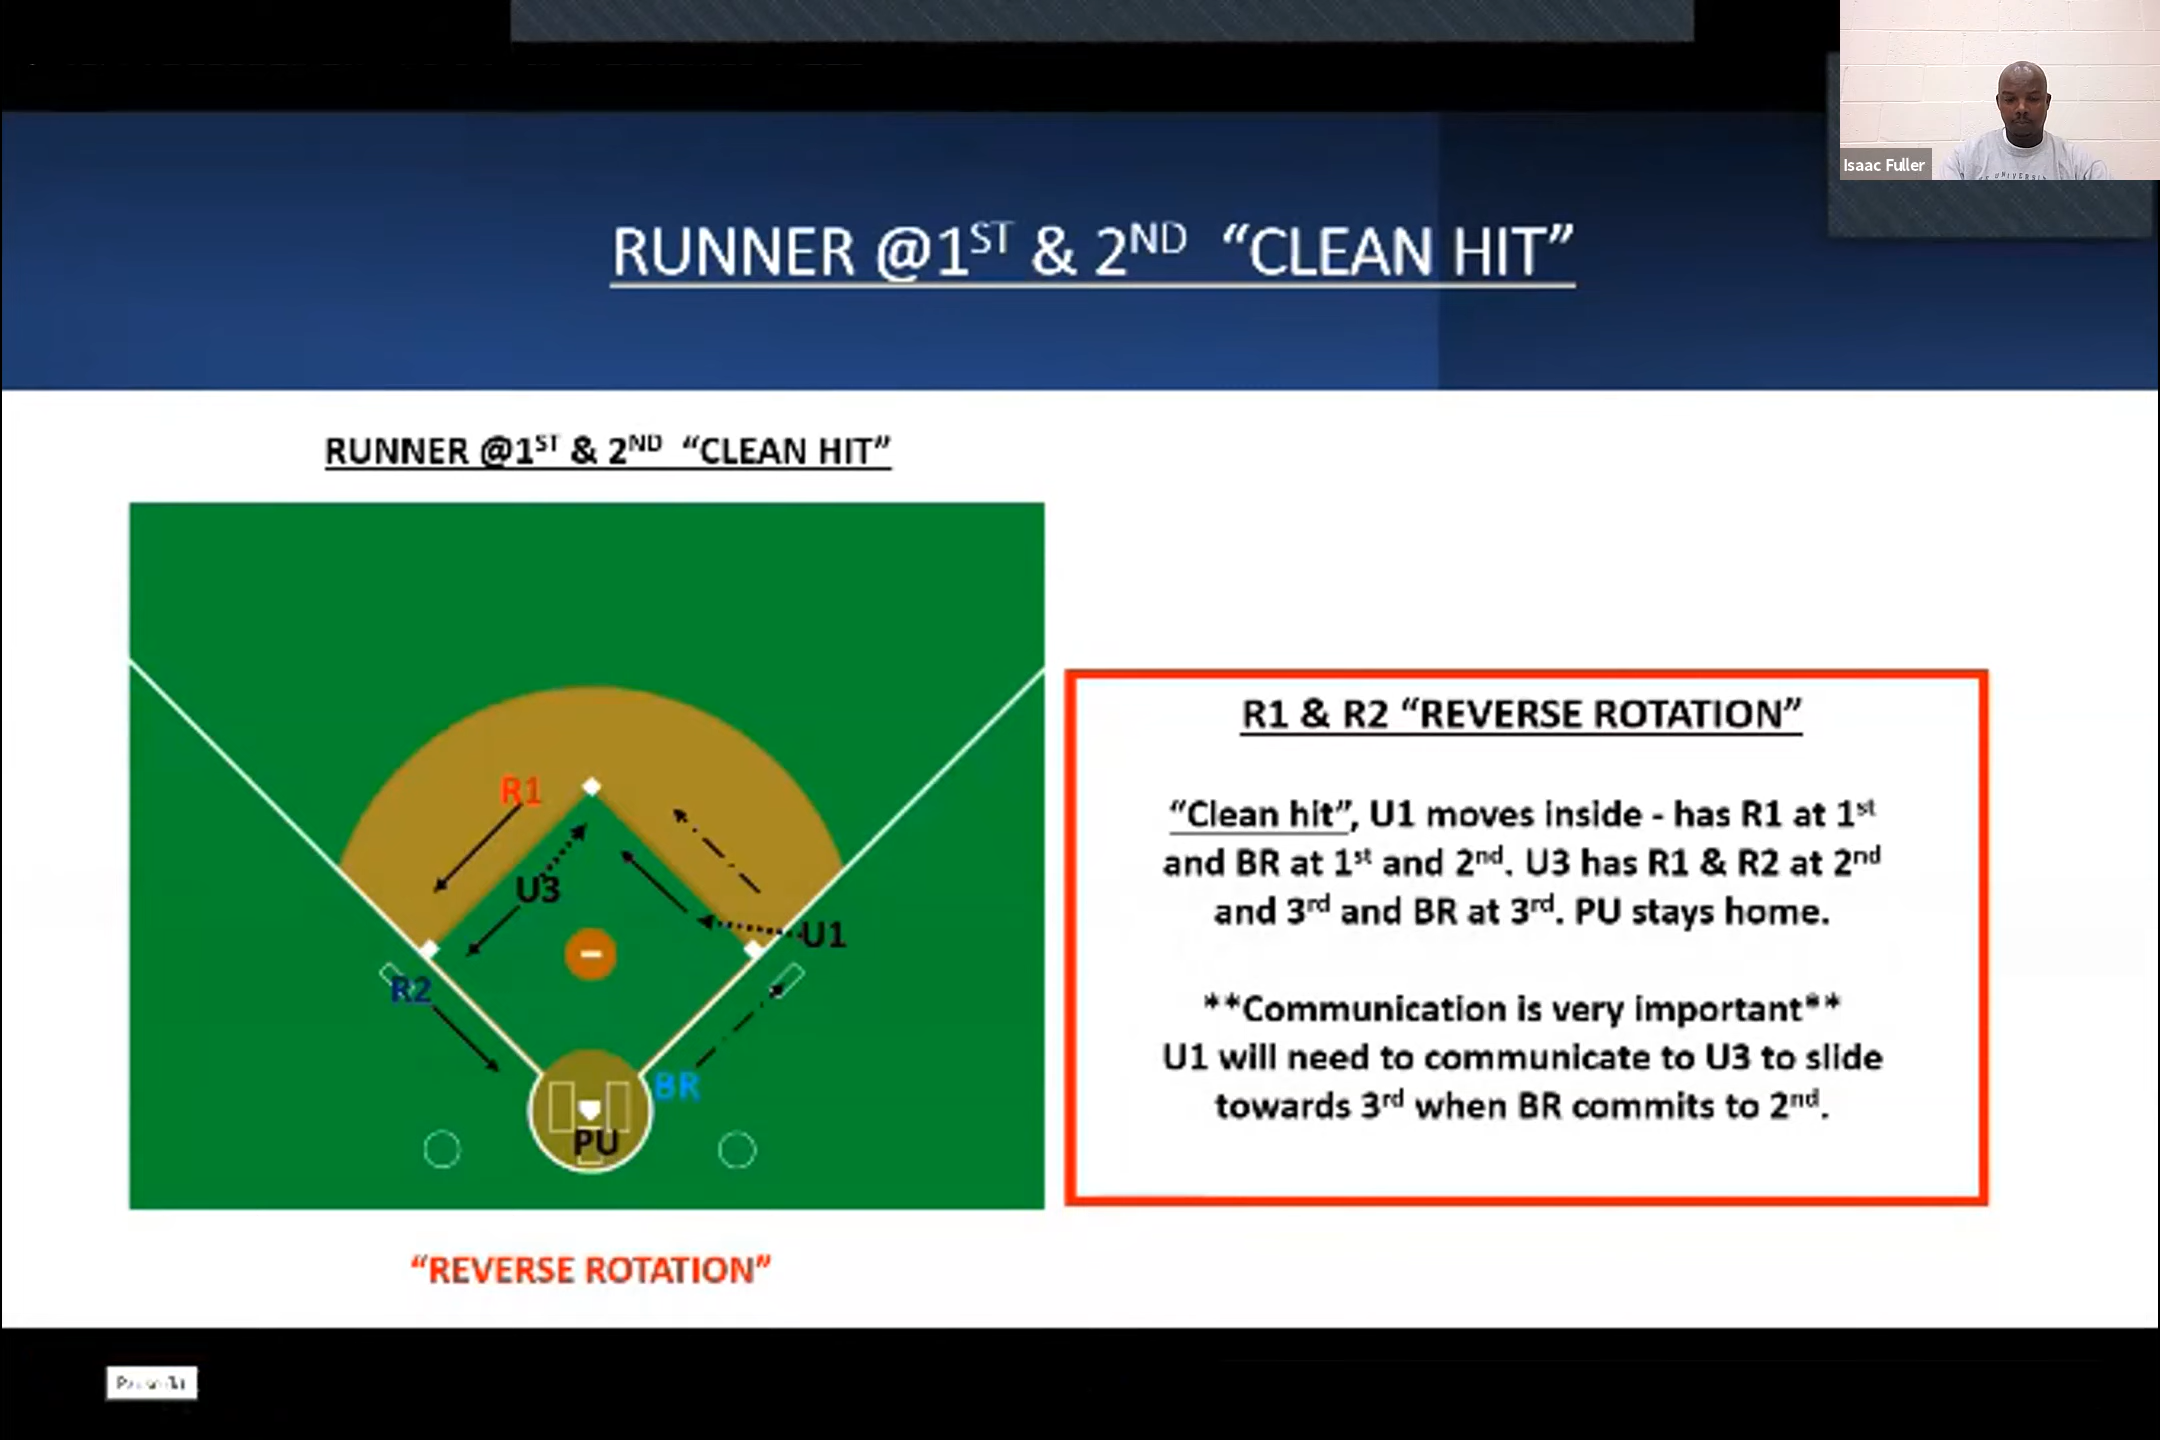 Isaac Fuller
RUNNER @1ST & 2ND “CLEAN HIT”
RUNNER @1ST & 2ND “CLEAN HIT”
R1
U3
U1
R2
BR
PU
“REVERSE ROTATION”
R1 & R2 “REVERSE ROTATION”
“Clean hit”, U1 moves inside - has R1 at 1st
and BR at 1st and 2nd. U3 has R1 & R2 at 2nd
and 3rd and BR at 3rd. PU stays home.
**Communication is very important**
U1 will need to communicate to U3 to slide
towards 3rd when BR commits to 2nd.